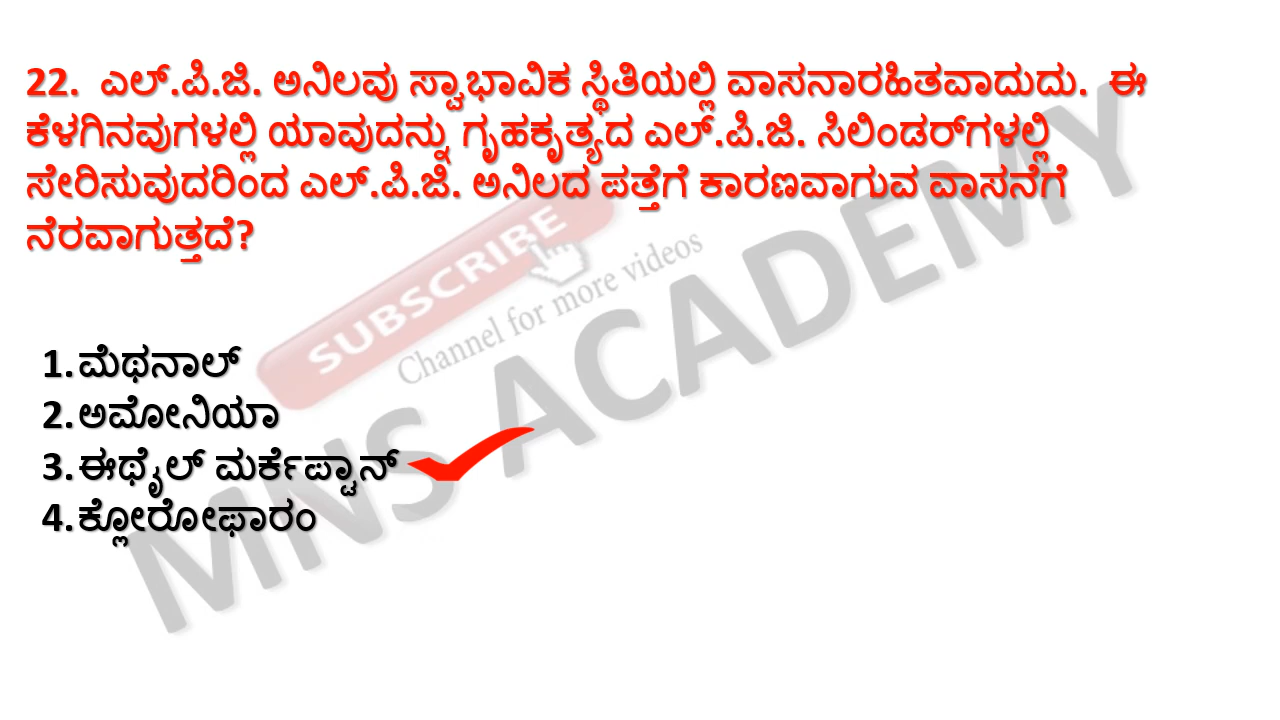 22. ಎಲ್.ಪಿ.ಜಿ. ಅನಿಲವು ಸ್ವಾಭಾವಿಕ ಸ್ಥಿತಿಯಲ್ಲಿ ವಾಸನಾರಹಿತವಾದುದು. ಈ
ಕೆಳಗಿನವುಗಳಲ್ಲಿ ಯಾವುದನ್ನು ಗೃಹಕೃತ್ಯದ ಎಲ್.ಪಿ.ಜಿ. ಸಿಲಿಂಡರ್‌ಗಳಲ್ಲಿ
ಸೇರಿಸುವುದರಿಂದ ಎಲ್.ಪಿ.ಜಿ. ಅನಿಲದ ಪತ್ತೆಗೆ ಕಾರಣವಾಗುವ ವಾಸನೆಗೆ
ನೆರವಾಗುತ್ತದೆ?
SUBSCRIBE
Channel for more videos
MNS ACADEMY
1. ಮೆಥನಾಲ್
2. ಅಮೋನಿಯಾ
3. ಈಥೈಲ್ ಮರ್ಕೆಪ್ಟಾನ್
4. ಕ್ಲೋರೋಫಾರಂ